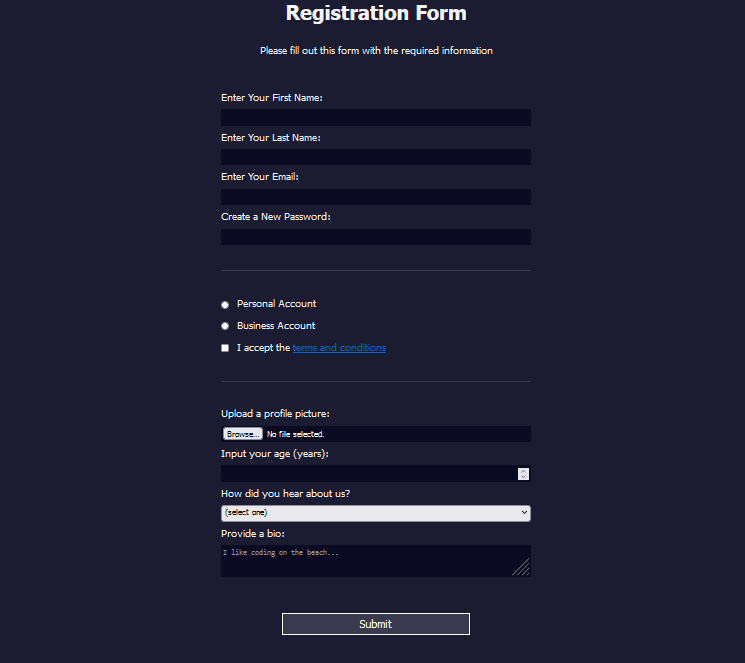 Registration Form
Please fill out this form with the required information
Enter Your First Name:
Enter Your Last Name:
Enter Your Email:
Create a New Password:
Personal Account
Business Account
I accept the terms and conditions
Upload a profile picture:
Browse... No file selected.
Input your age (years):
How did you hear about us?
(select one)
Provide a bio:
I like coding on the beach...
Submit